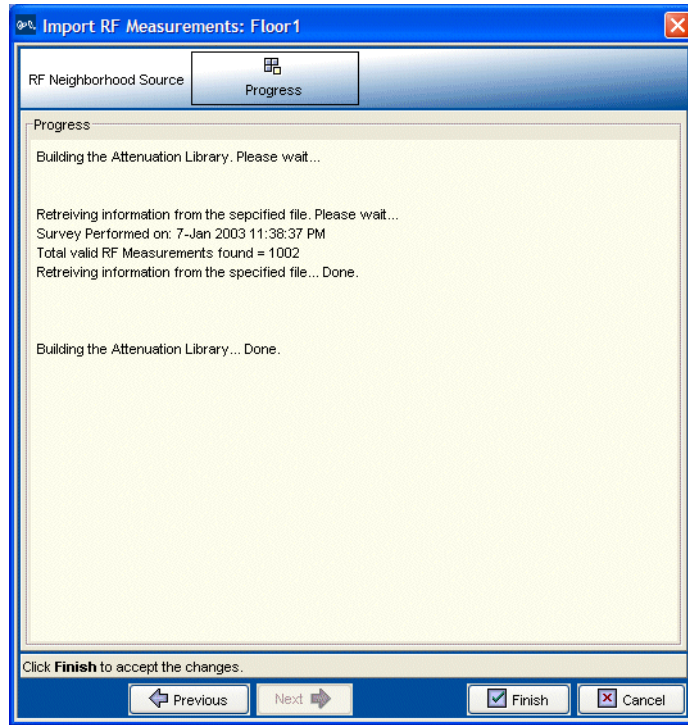 Import RF Measurements: Floor1
RF Neighborhood Source
Progress
Progress
Building the Attenuation Library. Please wait...
Retreiving information from the sepcified file. Please wait...
Survey Performed on: 7-Jan 2003 11:38:37 PM
Total valid RF Measurements found = 1002
Retreiving information from the specified file... Done.
Building the Attenuation Library... Done.
Click Finish to accept the changes.
Previous
Next
Finish
Cancel